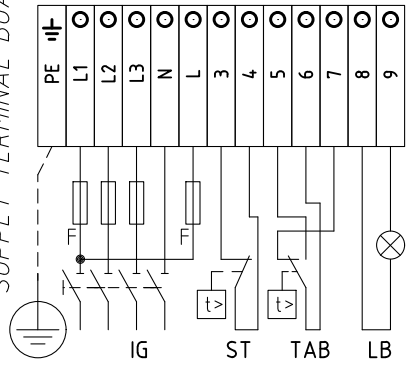 SUPPLY TERMINAL BOA
PE L1 L2 L3 N L 3 4 5 6 7 8 9
F F
t> t>
IG ST TAB LB